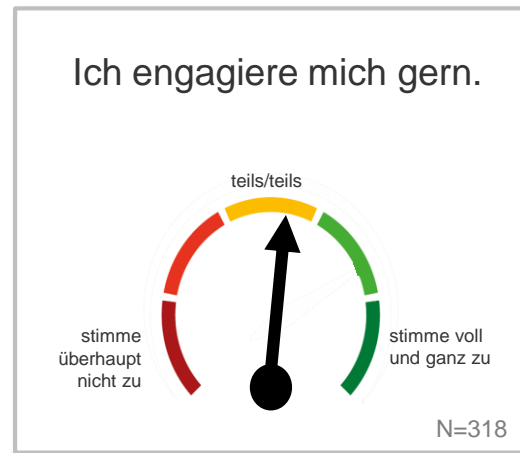 Ich engagiere mich gern.
teils/teils
stimme
überhaupt
nicht zu
stimme voll
und ganz zu
N=318